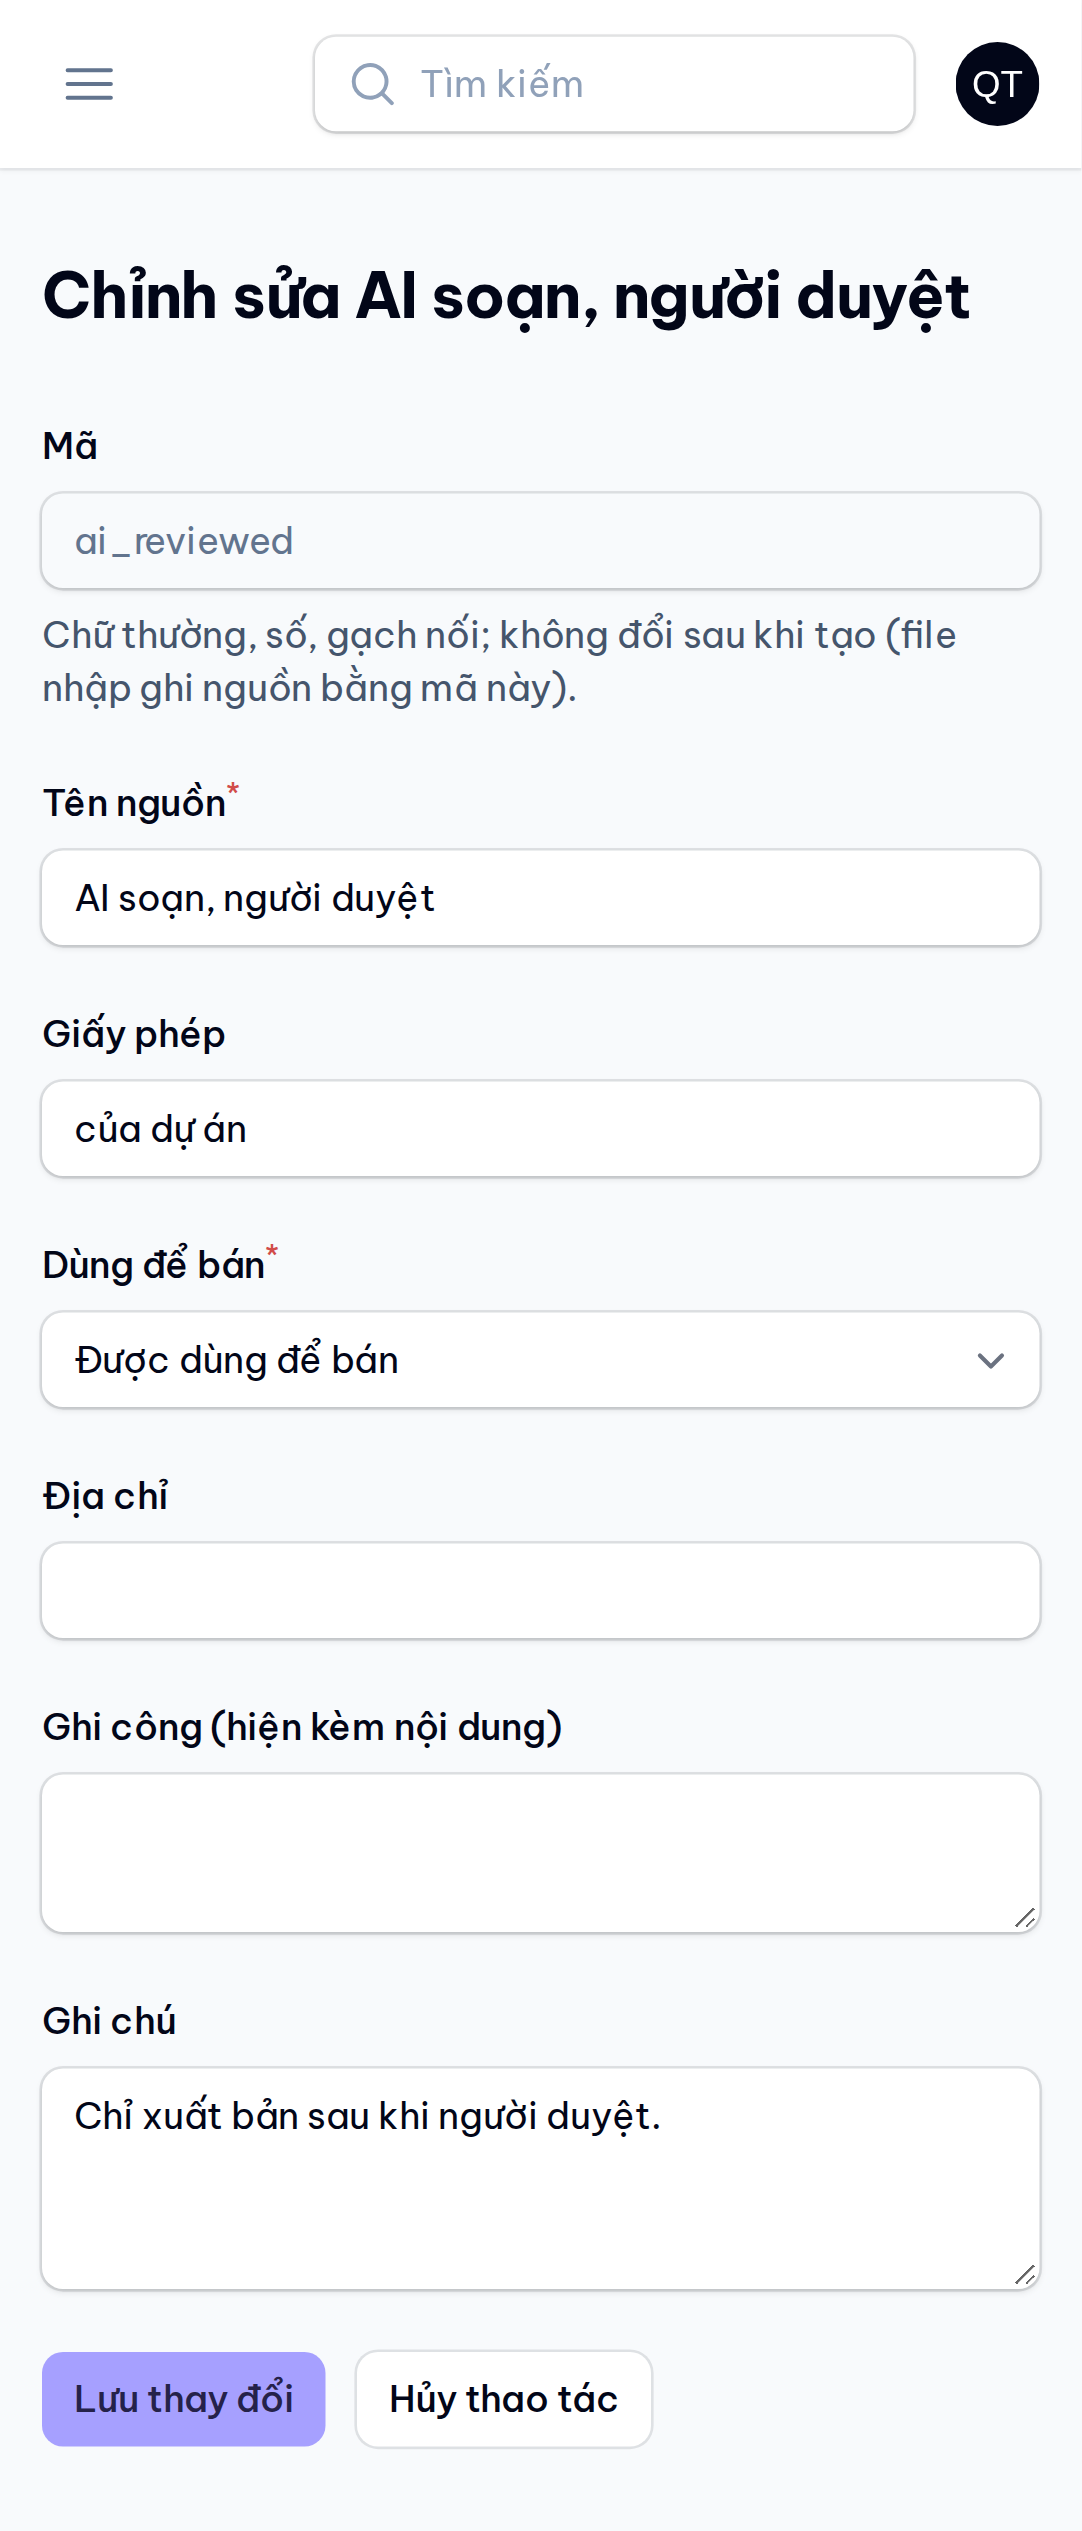 Tìm kiếm
QT
Chỉnh sửa AI soạn, người duyệt
Mã
ai_reviewed
Chữ thường, số, gạch nối; không đổi sau khi tạo (file
nhập ghi nguồn bằng mã này).
Tên nguồn*
AI soạn, người duyệt
Giấy phép
của dự án
Dùng để bán*
Được dùng để bán
Địa chỉ
Ghi công (hiện kèm nội dung)
Ghi chú
Chỉ xuất bản sau khi người duyệt.
Lưu thay đổi
Hủy thao tác